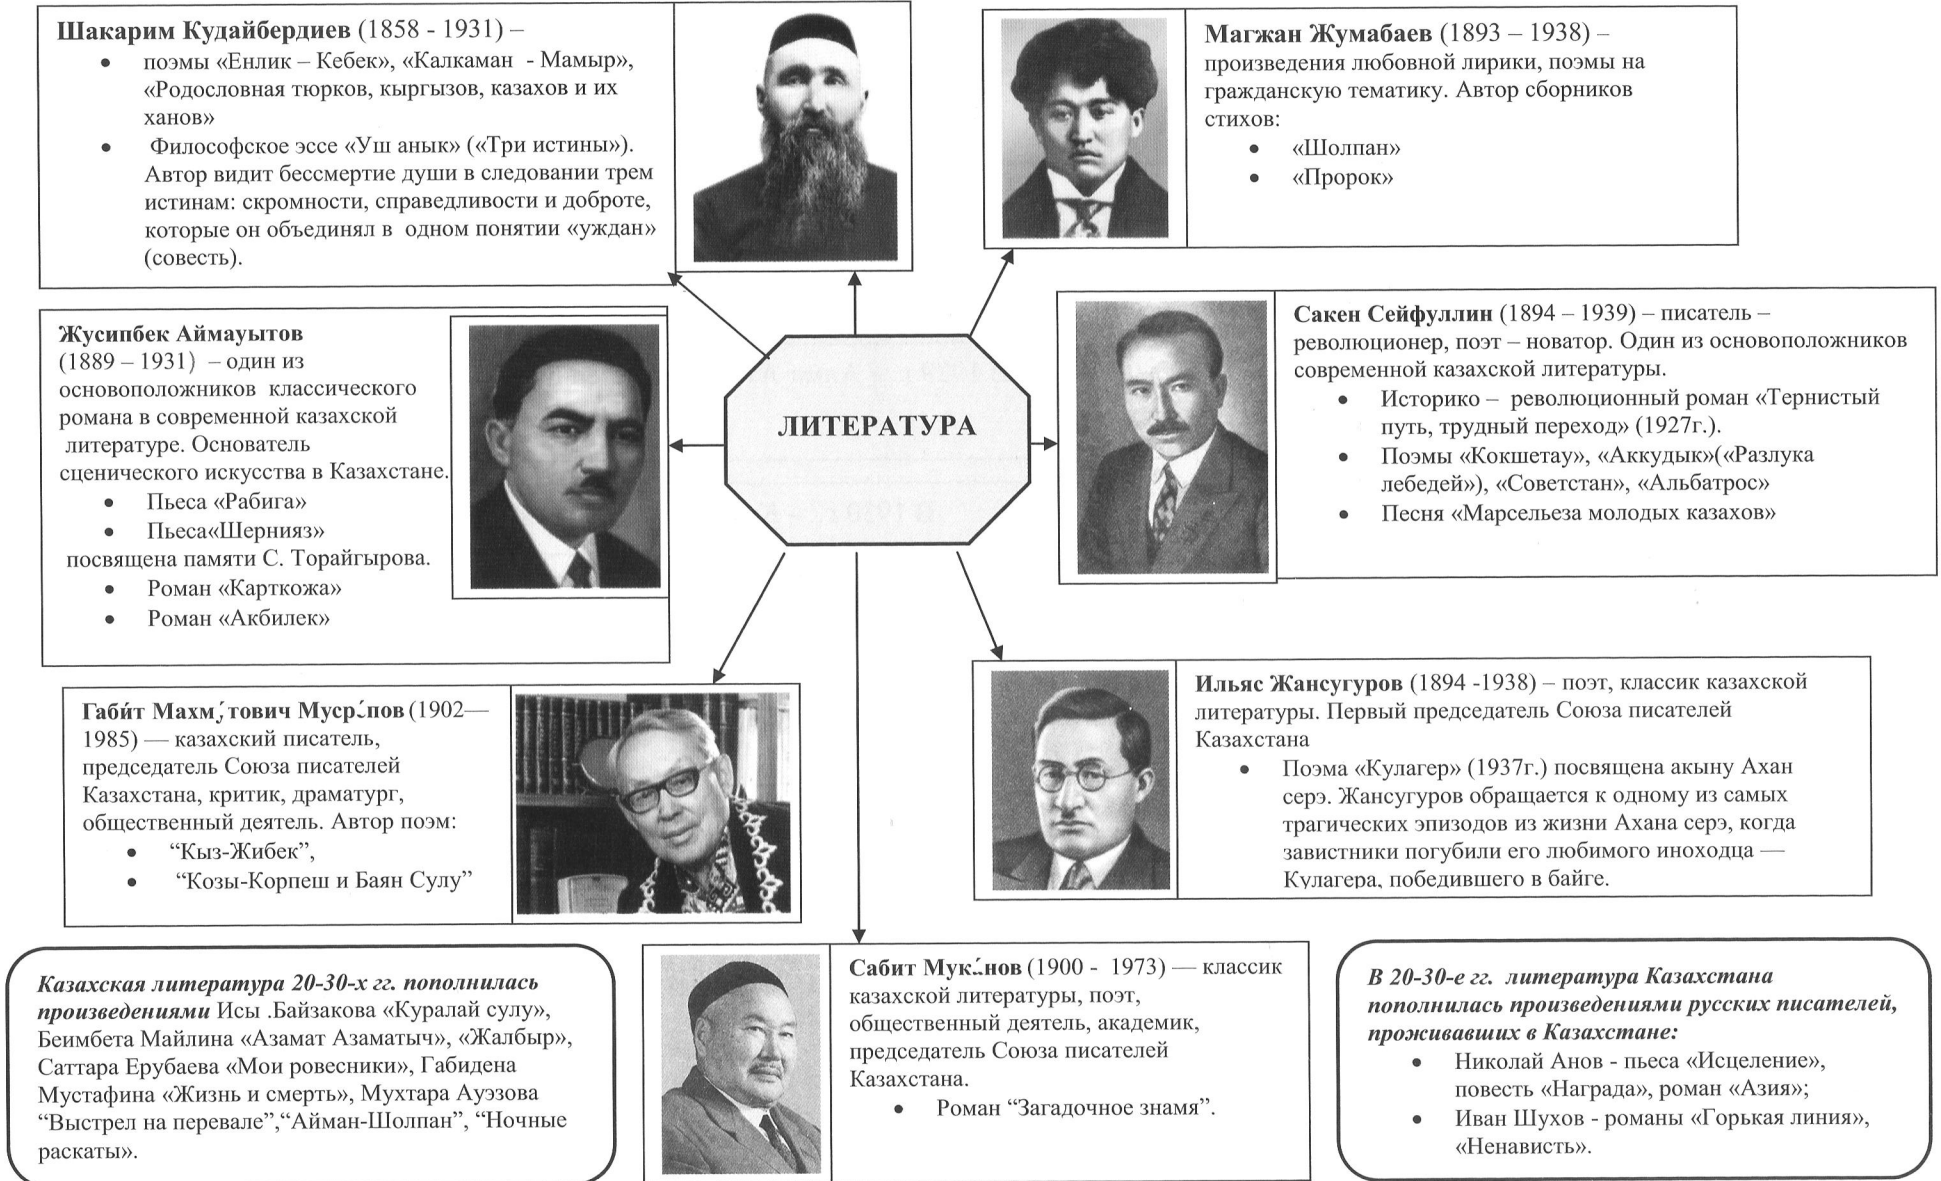 Шакарим Кудайбердиев (1858 - 1931) –
• поэмы «Енлик – Кебек», «Калкаман - Мамыр»,
«Родословная тюрков, кыргызов, казахов и их
ханов»
• Философское эссе «Уш анык» («Три истины»).
Автор видит бессмертие души в следовании трем
истинам: скромности, справедливости и доброте,
которые он объединял в одном понятии «уждан»
(совесть).
Магжан Жумабаев (1893 – 1938) –
произведения любовной лирики, поэмы на
гражданскую тематику. Автор сборников
стихов:
• «Шолпан»
• «Пророк»
Жусипбек Аймауытов
(1889 – 1931) – один из
основоположников классического
романа в современной казахской
литературе. Основатель
сценического искусства в Казахстане.
• Пьеса «Рабига»
• Пьеса«Шернияз»
посвящена памяти С. Торайгырова.
• Роман «Карткожа»
• Роман «Акбилек»
ЛИТЕРАТУРА
Сакен Сейфуллин (1894 – 1939) – писатель –
революционер, поэт – новатор. Один из основоположников
современной казахской литературы.
• Историко – революционный роман «Тернистый
путь, трудный переход» (1927г.).
• Поэмы «Кокшетау», «Аккудык»(«Разлука
лебедей»), «Советстан», «Альбатрос»
• Песня «Марсельеза молодых казахов»
Габи́т Махму́тович Мусре́пов (1902—
1985) — казахский писатель,
председатель Союза писателей
Казахстана, критик, драматург,
общественный деятель. Автор поэм:
• “Кыз-Жибек”,
• “Козы-Корпеш и Баян Сулу”
Ильяс Жансугуров (1894 -1938) – поэт, классик казахской
литературы. Первый председатель Союза писателей
Казахстана
• Поэма «Кулагер» (1937г.) посвящена акыну Ахан
серэ. Жансугуров обращается к одному из самых
трагических эпизодов из жизни Ахана серэ, когда
завистники погубили его любимого иноходца —
Кулагера, победившего в байге.
Казахская литература 20-30-х гг. пополнилась
произведениями Исы .Байзакова «Куралай сулу»,
Беимбета Майлина «Азамат Азаматыч», «Жалбыр»,
Саттара Ерубаева «Мои ровесники», Габидена
Мустафина «Жизнь и смерть», Мухтара Ауэзова
“Выстрел на перевале”,“Айман-Шолпан”, “Ночные
раскаты».
Сабит Мука́нов (1900 - 1973) — классик
казахской литературы, поэт,
общественный деятель, академик,
председатель Союза писателей
Казахстана.
• Роман “Загадочное знамя”.
В 20-30-е гг. литература Казахстана
пополнилась произведениями русских писателей,
проживавших в Казахстане:
• Николай Анов - пьеса «Исцеление»,
повесть «Награда», роман «Азия»;
• Иван Шухов - романы «Горькая линия»,
«Ненависть».